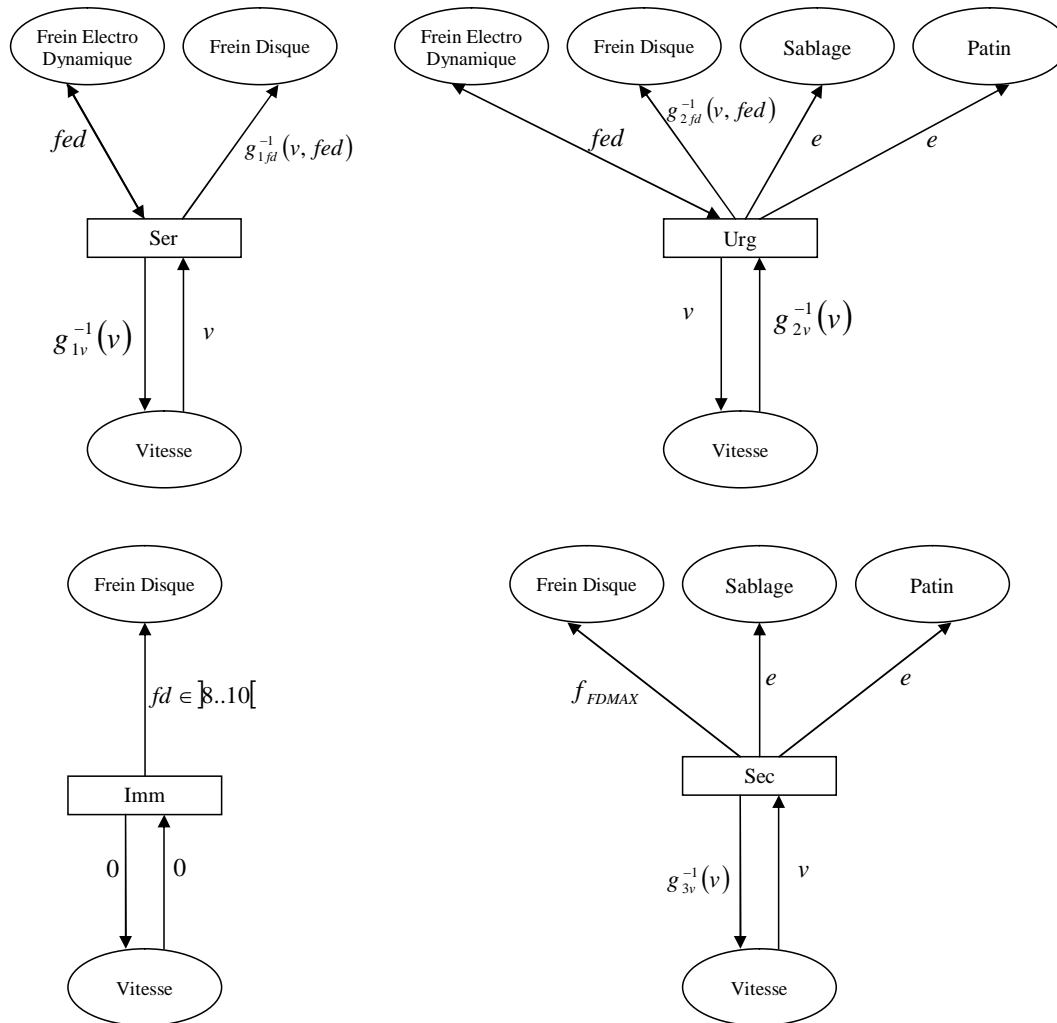 Frein Electro
Dynamique
Frein Disque
fed
g_{1fd}^{-1}(v, fed)
Ser
g_{1v}^{-1}(v)
v
Vitesse
Frein Electro
Dynamique
Frein Disque
Sablage
Patin
fed
g_{2fd}^{-1}(v, fed)
e
e
Urg
v
g_{2v}^{-1}(v)
Vitesse
Frein Disque
fd ∈ ]8..10[
Imm
0
0
Vitesse
Frein Disque
Sablage
Patin
f_{FDMAX}
e
e
Sec
g_{3v}^{-1}(v)
v
Vitesse